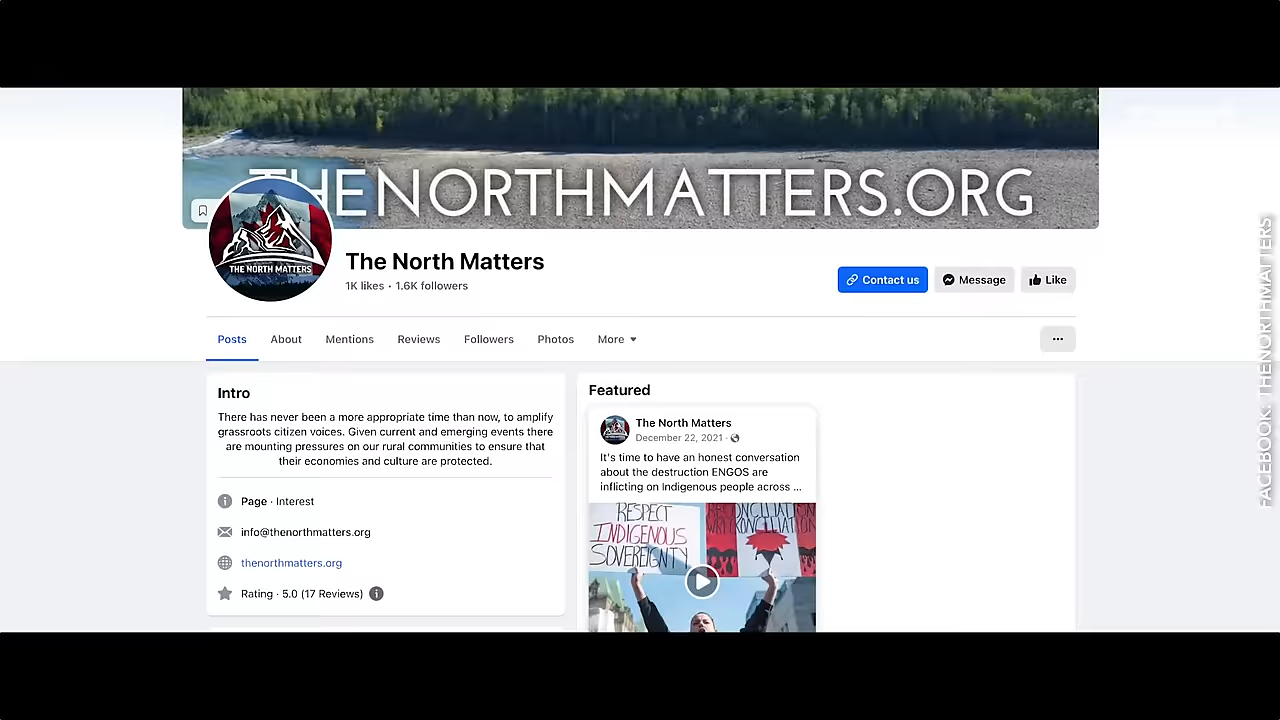 THENORTHMATTERS.ORG
THE NORTH MATTERS
The North Matters
1K likes · 1.6K followers
Contact us
Message
Like
Posts
About
Mentions
Reviews
Followers
Photos
More
Intro
There has never been a more appropriate time than now, to amplify
grassroots citizen voices. Given current and emerging events there
are mounting pressures on our rural communities to ensure that
their economies and culture are protected.
Page · Interest
info@thenorthmatters.org
thenorthmatters.org
Rating · 5.0 (17 Reviews)
Featured
The North Matters
December 22, 2021 ·
It's time to have an honest conversation
about the destruction ENGOS are
inflicting on Indigenous people across ...
RESPECT
INDIGENOUS
SOVEREIGNTY
FACEBOOK: THENORTHMATTERS